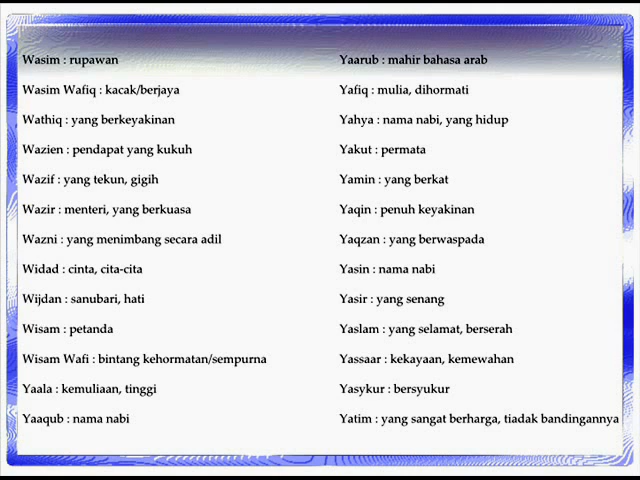 Wasim : rupawan
Wasim Wafiq : kacak/berjaya
Wathiq : yang berkeyakinan
Wazien : pendapat yang kukuh
Wazif : yang tekun, gigih
Wazir : menteri, yang berkuasa
Wazni : yang menimbang secara adil
Widad : cinta, cita-cita
Wijdan : sanubari, hati
Wisam : petanda
Wisam Wafi : bintang kehormatan/sempurna
Yaala : kemuliaan, tinggi
Yaaqub : nama nabi
Yaarub : mahir bahasa arab
Yafiq : mulia, dihormati
Yahya : nama nabi, yang hidup
Yakut : permata
Yamin : yang berkat
Yaqin : penuh keyakinan
Yaqzan : yang berwaspada
Yasin : nama nabi
Yasir : yang senang
Yaslam : yang selamat, berserah
Yassaar : kekayaan, kemewahan
Yasykur : bersyukur
Yatim : yang sangat berharga, tiadak bandingannya